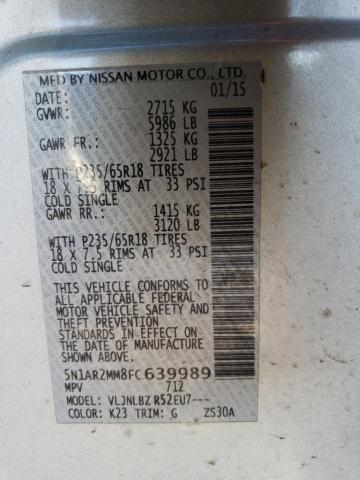 MFD BY NISSAN MOTOR CO., LTD.
DATE: 01/15
GVWR: 2715 KG
5986 LB
GAWR FR.: 1325 KG
2921 LB
WITH P235/65R18 TIRES
18 X 7.5 RIMS AT 33 PSI
COLD SINGLE
GAWR RR.: 1415 KG
3120 LB
WITH P235/65R18 TIRES
18 X 7.5 RIMS AT 33 PSI
COLD SINGLE
THIS VEHICLE CONFORMS TO
ALL APPLICABLE FEDERAL
MOTOR VEHICLE SAFETY AND
THEFT PREVENTION
STANDARDS IN EFFECT ON
THE DATE OF MANUFACTURE
SHOWN ABOVE.
5N1AR2MM8FC639989
MPV 712
MODEL: VLJNLBZ R52EU7---
COLOR: K23 TRIM: G ZS30A